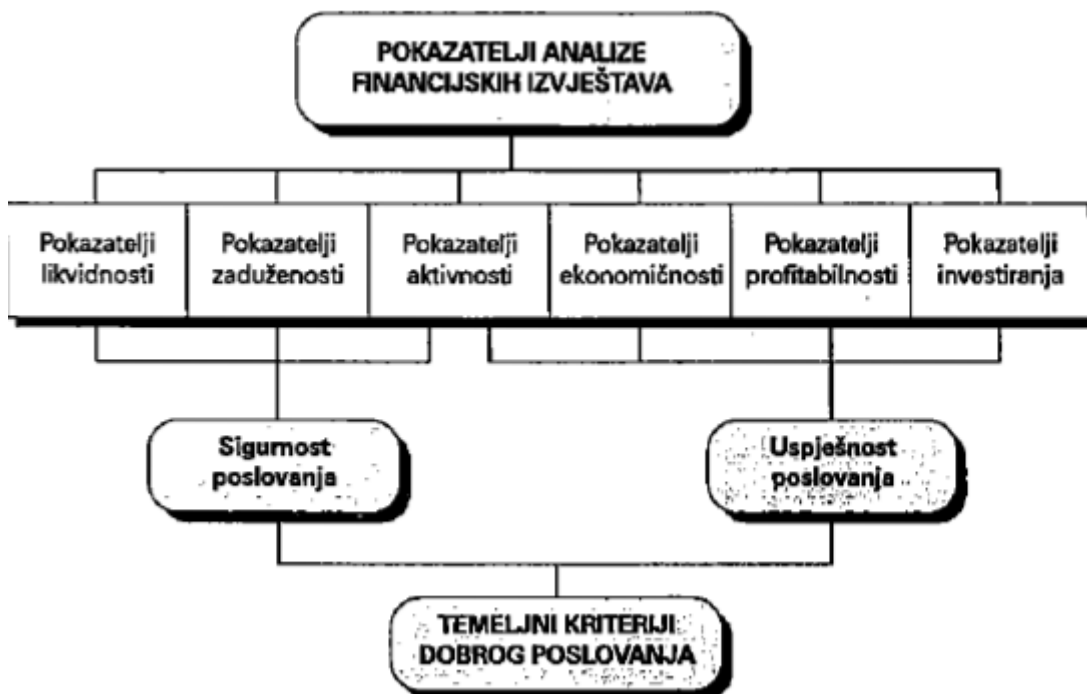 POKAZATELJI ANALIZE
FINANCIJSKIH IZVJEŠTAVA
Pokazatelji
likvidnosti
Pokazatelji
zaduženosti
Pokazatelji
aktivnosti
Pokazatelji
ekonomičnosti
Pokazatelji
profitabilnosti
Pokazatelji
investiranja
Sigurnost
poslovanja
Uspješnost
poslovanja
TEMELJNI KRITERIJI
DOBROG POSLOVANJA